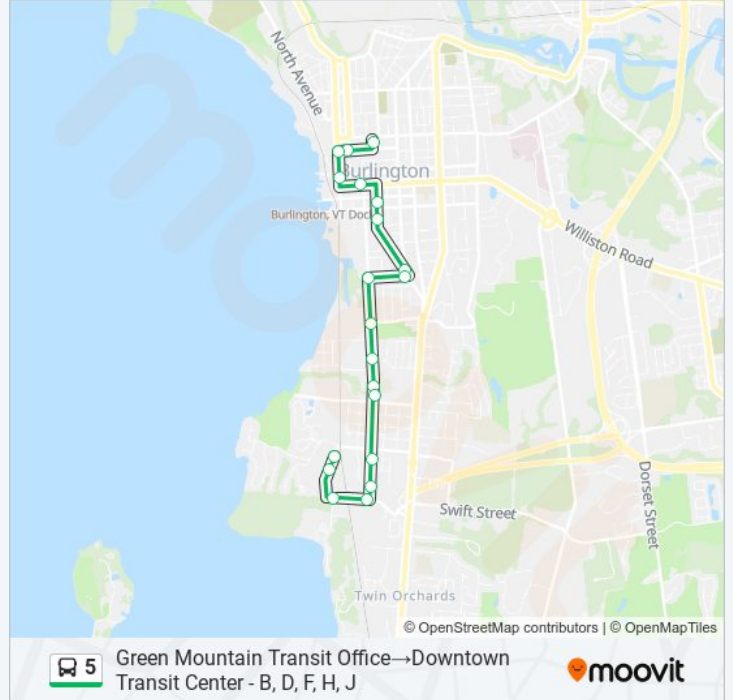 North Avenue
Burlington
Burlington, VT Doc
Williston Road
Dorset Street
Swift Street
Twin Orchards
© OpenStreetMap contributors | © OpenMapTiles
5
Green Mountain Transit Office→Downtown
Transit Center - B, D, F, H, J
moovit